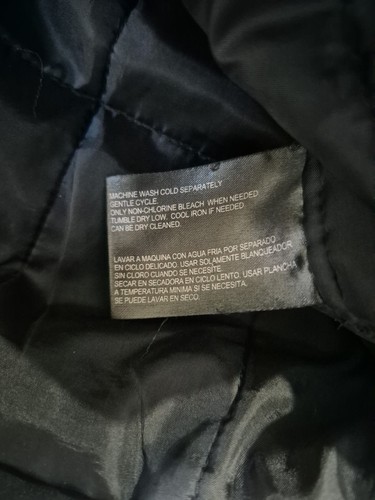 MACHINE WASH COLD SEPARATELY
GENTLE CYCLE.
ONLY NON-CHLORINE BLEACH WHEN NEEDED.
TUMBLE DRY LOW. COOL IRON IF NEEDED.
CAN BE DRY CLEANED.
LAVAR A MAQUINA CON AGUA FRIA POR SEPARADO
EN CICLO DELICADO. USAR SOLAMENTE BLANQUEADOR
SIN CLORO CUANDO SE NECESITE.
SECAR EN SECADORA EN CICLO LENTO. USAR PLANCHA
A TEMPERATURA MINIMA SI SE NECESITA.
SE PUEDE LAVAR EN SECO.